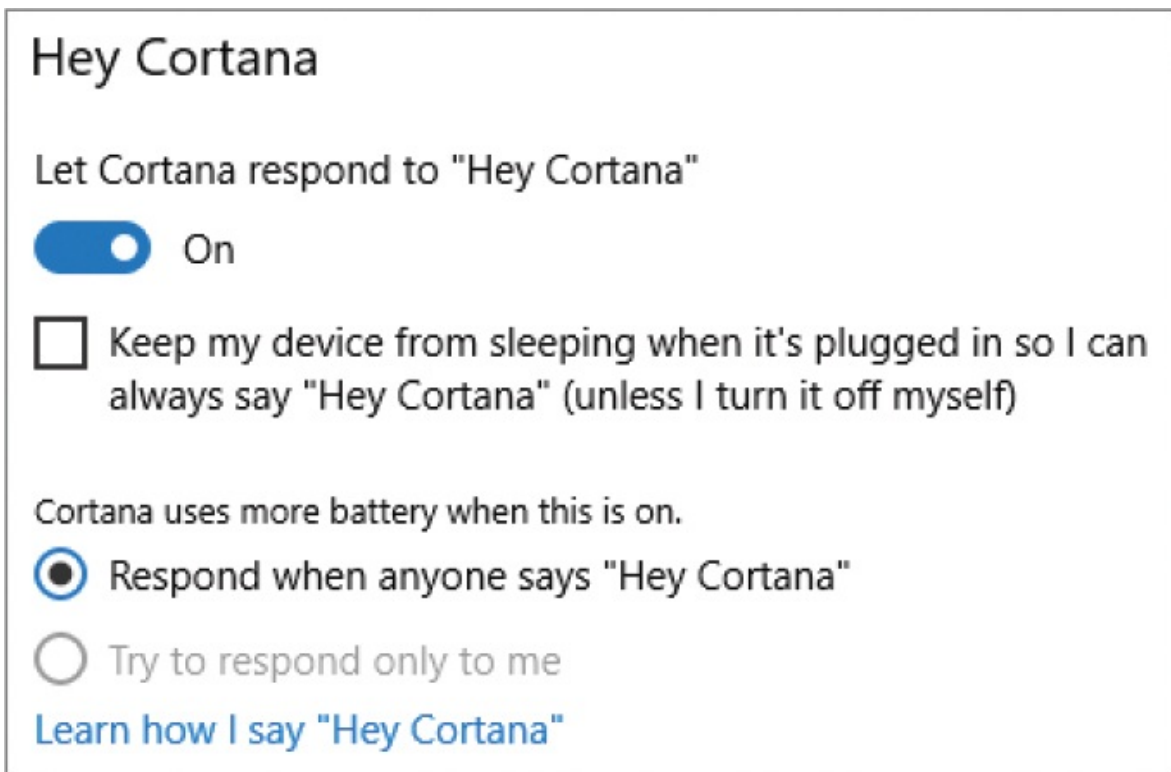 Hey Cortana
Let Cortana respond to "Hey Cortana"
On
Keep my device from sleeping when it's plugged in so I can
always say "Hey Cortana" (unless I turn it off myself)
Cortana uses more battery when this is on.
Respond when anyone says "Hey Cortana"
Try to respond only to me
Learn how I say "Hey Cortana"